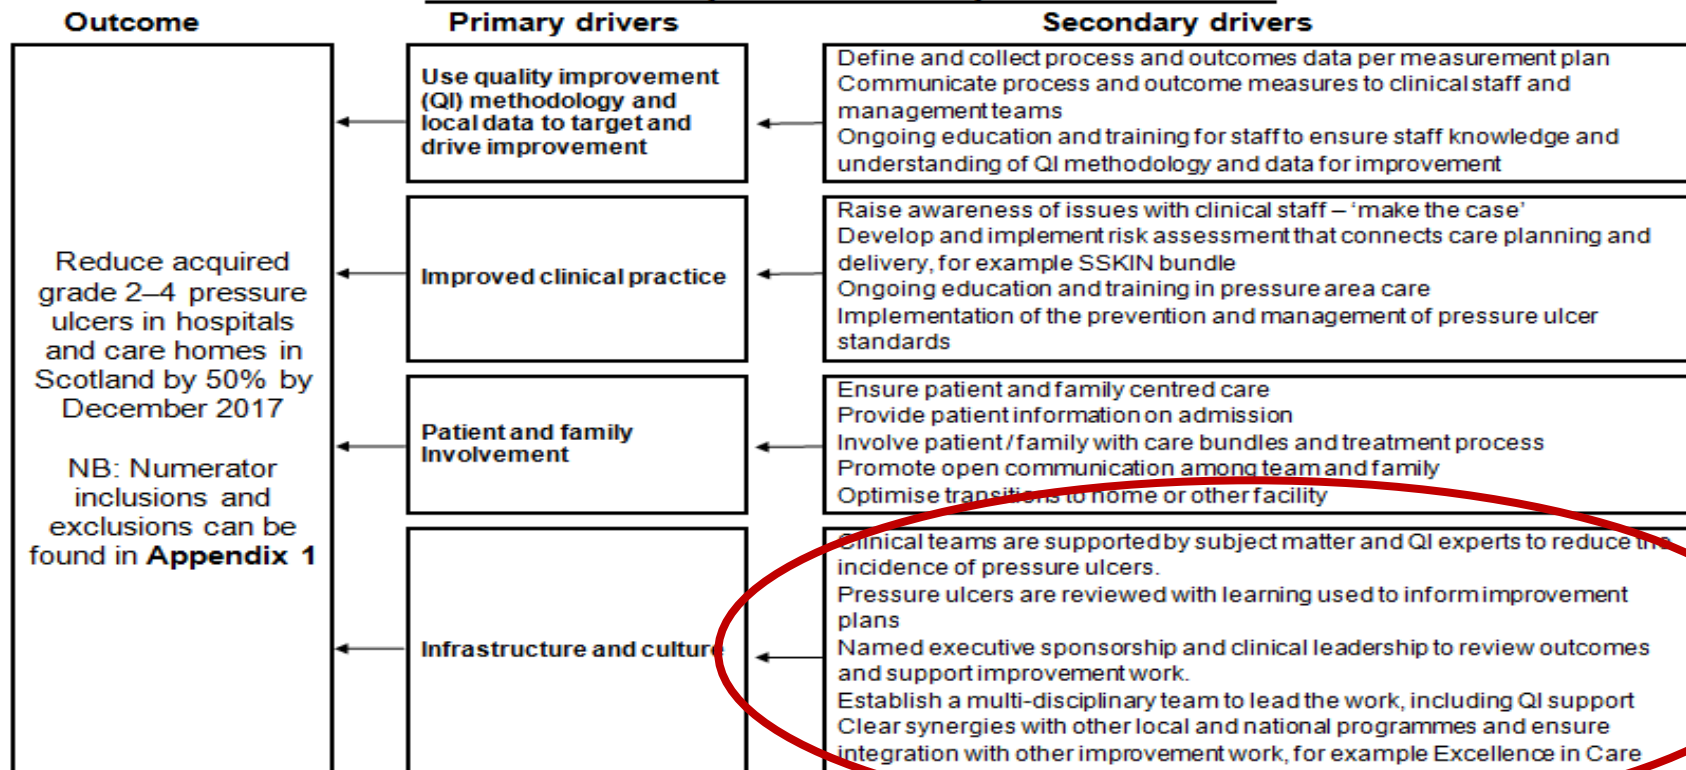 Outcome
Primary drivers
Secondary drivers
Reduce acquired
grade 2–4 pressure
ulcers in hospitals
and care homes in
Scotland by 50% by
December 2017
NB: Numerator
inclusions and
exclusions can be
found in Appendix 1
Use quality improvement
(QI) methodology and
local data to target and
drive improvement
Define and collect process and outcomes data per measurement plan
Communicate process and outcome measures to clinical staff and
management teams
Ongoing education and training for staff to ensure staff knowledge and
understanding of QI methodology and data for improvement
Improved clinical practice
Raise awareness of issues with clinical staff – ‘make the case’
Develop and implement risk assessment that connects care planning and
delivery, for example SSKIN bundle
Ongoing education and training in pressure area care
Implementation of the prevention and management of pressure ulcer
standards
Patient and family
Involvement
Ensure patient and family centred care
Provide patient information on admission
Involve patient / family with care bundles and treatment process
Promote open communication among team and family
Optimise transitions to home or other facility
Infrastructure and culture
Clinical teams are supported by subject matter and QI experts to reduce the
incidence of pressure ulcers.
Pressure ulcers are reviewed with learning used to inform improvement
plans
Named executive sponsorship and clinical leadership to review outcomes
and support improvement work.
Establish a multi-disciplinary team to lead the work, including QI support
Clear synergies with other local and national programmes and ensure
integration with other improvement work, for example Excellence in Care